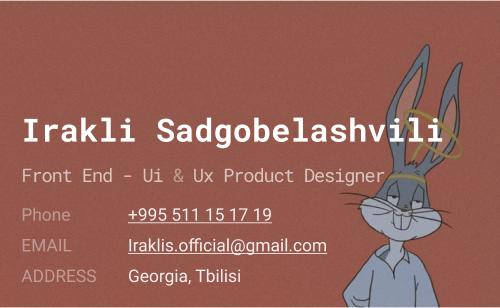 Irakli Sadgobelashvili
Front End - Ui & Ux Product Designer
Phone +995 511 15 17 19
EMAIL Iraklis.official@gmail.com
ADDRESS Georgia, Tbilisi